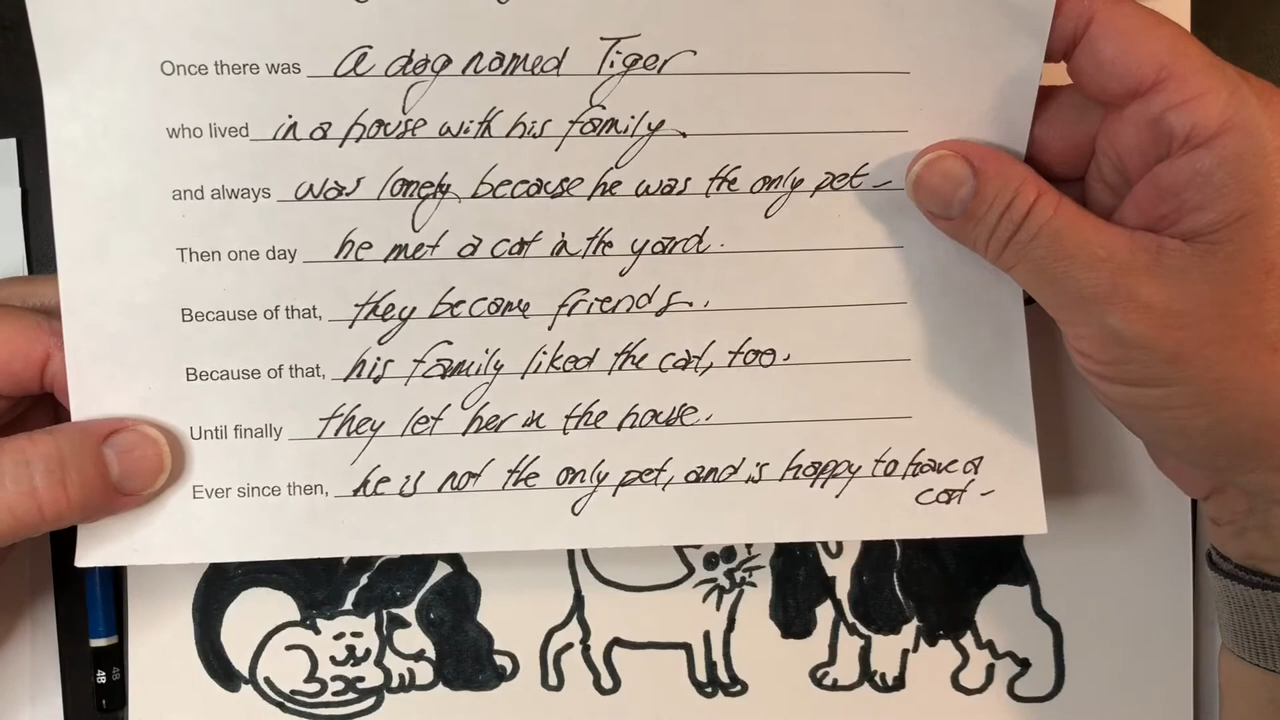 Once there was a dog named Tiger
who lived in a house with his family.
and always was lonely because he was the only pet.
Then one day he met a cat in the yard.
Because of that, they become friends.
Because of that, his family liked the cat, too.
Until finally they let her in the house.
Ever since then, he is not the only pet, and is happy to have a
cat.
4B
4B